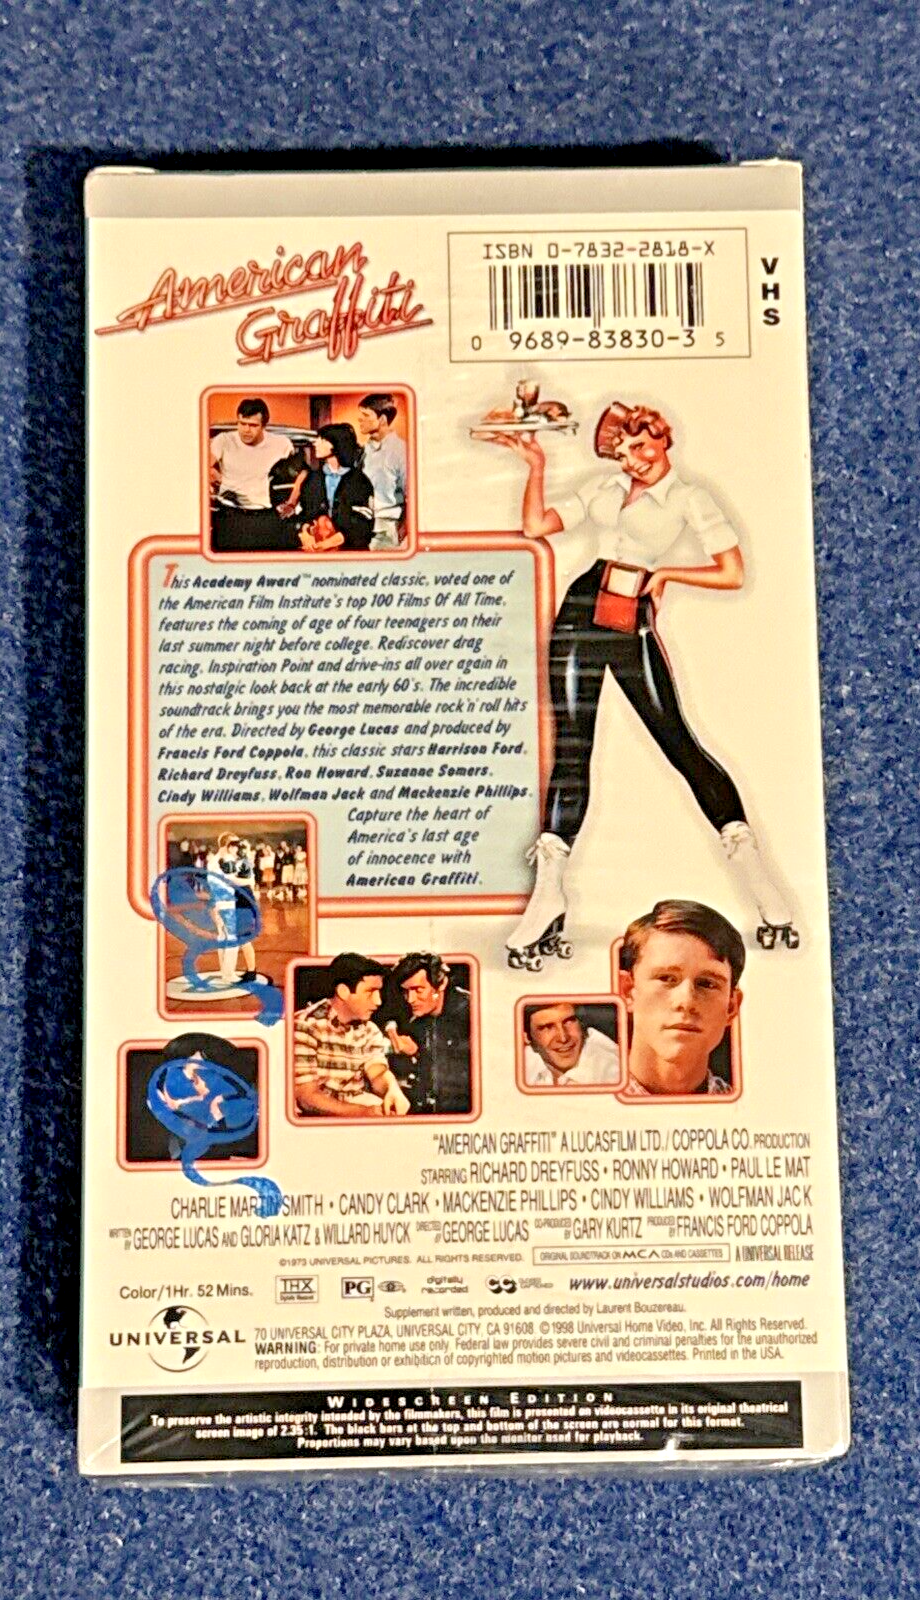 American
Graffiti
ISBN 0-7832-2818-X
0 9689-83830-3 5
VHS
This Academy Award™ nominated classic, voted one of
the American Film Institute's top 100 Films Of All Time,
features the coming of age of four teenagers on their
last summer night before college. Rediscover drag
racing, Inspiration Point and drive-ins all over again in
this nostalgic look back at the early 60's. The incredible
soundtrack brings you the most memorable rock 'n' roll hits
of the era. Directed by George Lucas and produced by
Francis Ford Coppola, this classic stars Harrison Ford,
Richard Dreyfuss, Ron Howard, Suzanne Somers,
Cindy Williams, Wolfman Jack and Mackenzie Phillips.
Capture the heart of
America's last age
of innocence with
American Graffiti.
"AMERICAN GRAFFITI" A LUCASFILM LTD./COPPOLA CO. PRODUCTION
STARRING RICHARD DREYFUSS • RONNY HOWARD • PAUL LE MAT
CHARLIE MARTIN SMITH • CANDY CLARK • MACKENZIE PHILLIPS • CINDY WILLIAMS • WOLFMAN JACK
WRITTEN BY GEORGE LUCAS AND GLORIA KATZ & WILLARD HUYCK DIRECTED BY GEORGE LUCAS CO-PRODUCED BY GARY KURTZ PRODUCED BY FRANCIS FORD COPPOLA
©1973 UNIVERSAL PICTURES. ALL RIGHTS RESERVED. ORIGINAL SOUNDTRACK ON MCA CDs AND CASSETTES A UNIVERSAL RELEASE
Color/1Hr. 52 Mins. THX PG digitally recorded CC www.universalstudios.com/home
Supplement written, produced and directed by Laurent Bouzereau.
UNIVERSAL
70 UNIVERSAL CITY PLAZA, UNIVERSAL CITY, CA 91608 ©1998 Universal Home Video, Inc. All Rights Reserved.
WARNING: For private home use only. Federal law provides severe civil and criminal penalties for the unauthorized
reproduction, distribution or exhibition of copyrighted motion pictures and videocassettes. Printed in the USA.
WIDESCREEN EDITION
To preserve the artistic integrity intended by the filmmakers, this film is presented on videocassette in its original theatrical
screen image of 2.35:1. The black bars at the top and bottom of the screen are normal for this format.
Proportions may vary based upon the monitor used for playback.